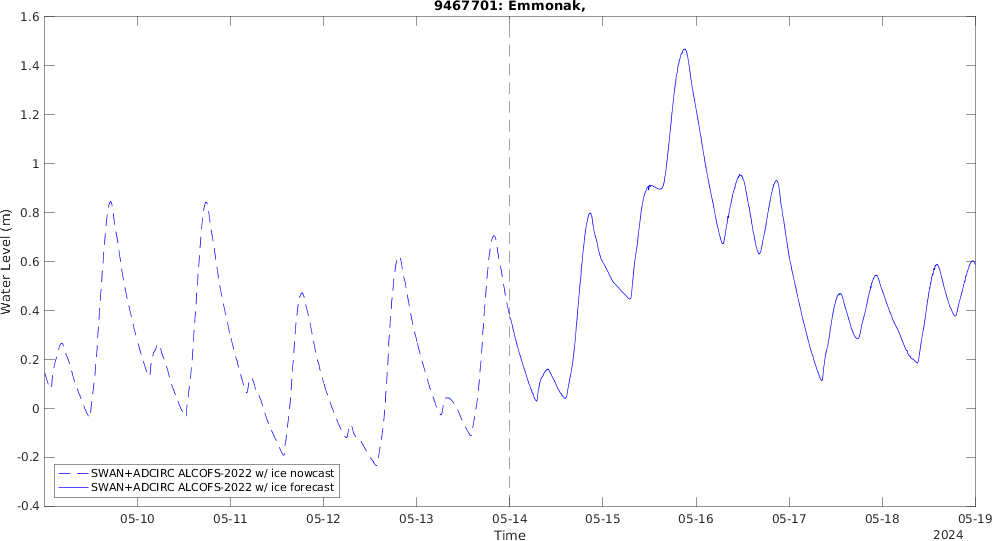 9467701: Emmonak,
1.6
1.4
1.2
1
0.8
0.6
0.4
0.2
0
-0.2
-0.4
Water Level (m)
SWAN+ADCIRC ALCOFS-2022 w/ ice nowcast
SWAN+ADCIRC ALCOFS-2022 w/ ice forecast
05-10 05-11 05-12 05-13 05-14 05-15 05-16 05-17 05-18 05-19
Time
2024